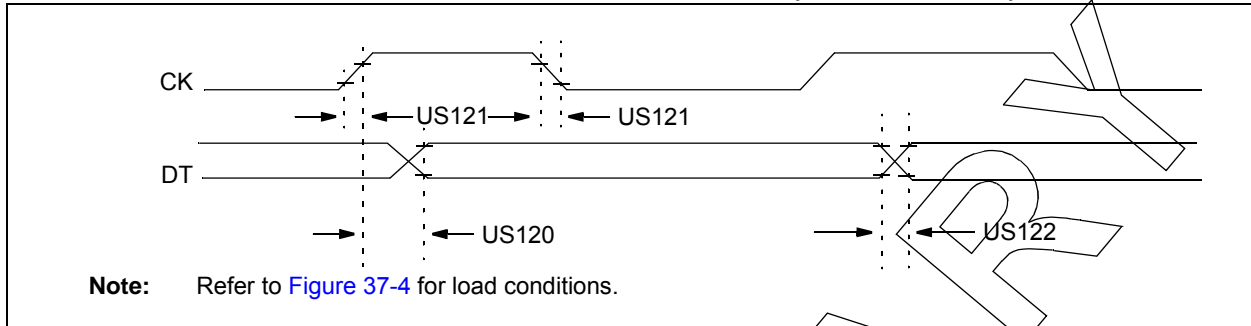 CK
US121 US121
DT
US120 US122
Note: Refer to Figure 37-4 for load conditions.